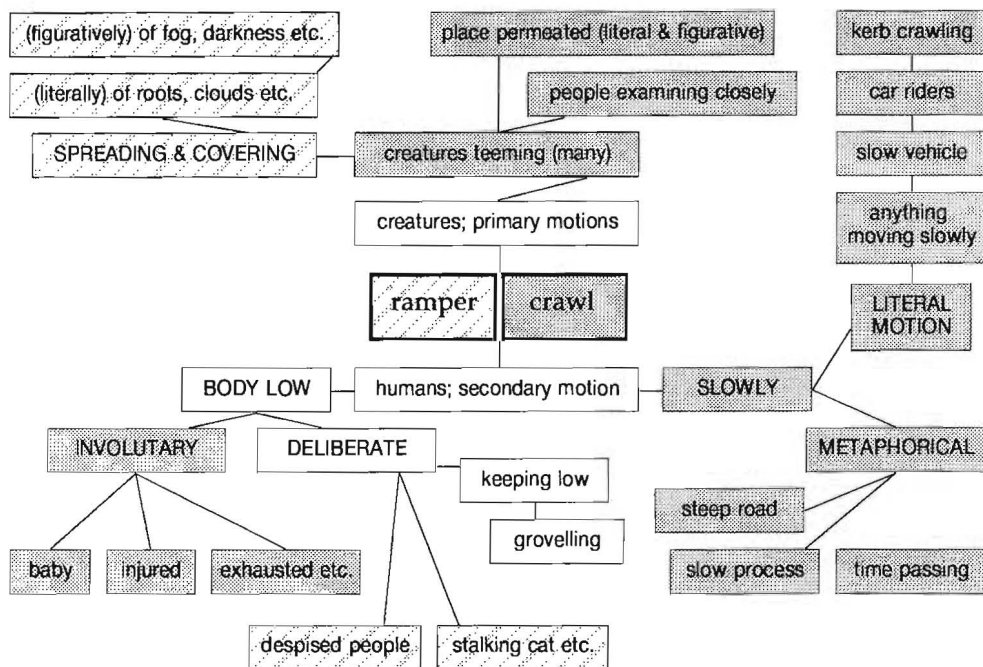 (figuratively) of fog, darkness etc.
place permeated (literal & figurative)
kerb crawling
(literally) of roots, clouds etc.
people examining closely
car riders
SPREADING & COVERING
creatures teeming (many)
slow vehicle
creatures; primary motions
anything
moving slowly
ramper
crawl
LITERAL
MOTION
BODY LOW
humans; secondary motion
SLOWLY
INVOLUTARY
DELIBERATE
METAPHORICAL
keeping low
steep road
grovelling
baby
injured
exhausted etc.
slow process
time passing
despised people
stalking cat etc.